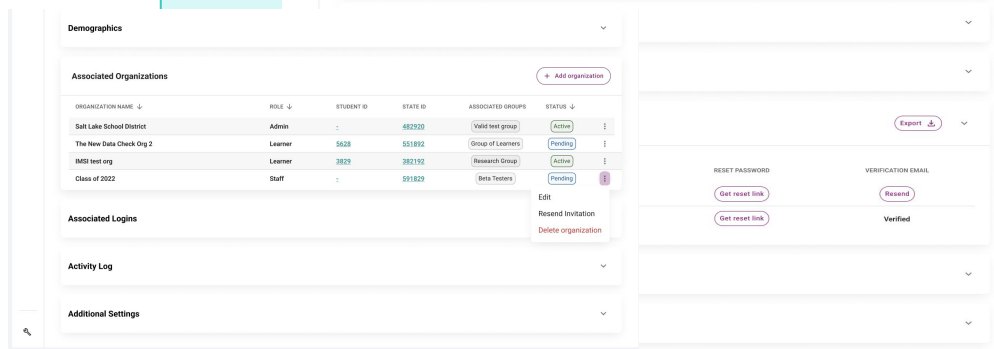 Demographics
Associated Organizations
+ Add organization
ORGANIZATION NAME ↓ ROLE ↓ STUDENT ID STATE ID ASSOCIATED GROUPS STATUS ↓
Salt Lake School District Admin - 482920 Valid test group Active
The New Data Check Org 2 Learner 5628 551892 Group of Learners Pending
IMSI test org Learner 3829 382192 Research Group Active
Class of 2022 Staff - 591829 Beta Testers Pending
Edit
Resend Invitation
Delete organization
Associated Logins
Activity Log
Additional Settings
Export
RESET PASSWORD VERIFICATION EMAIL
Get reset link Resend
Get reset link Verified